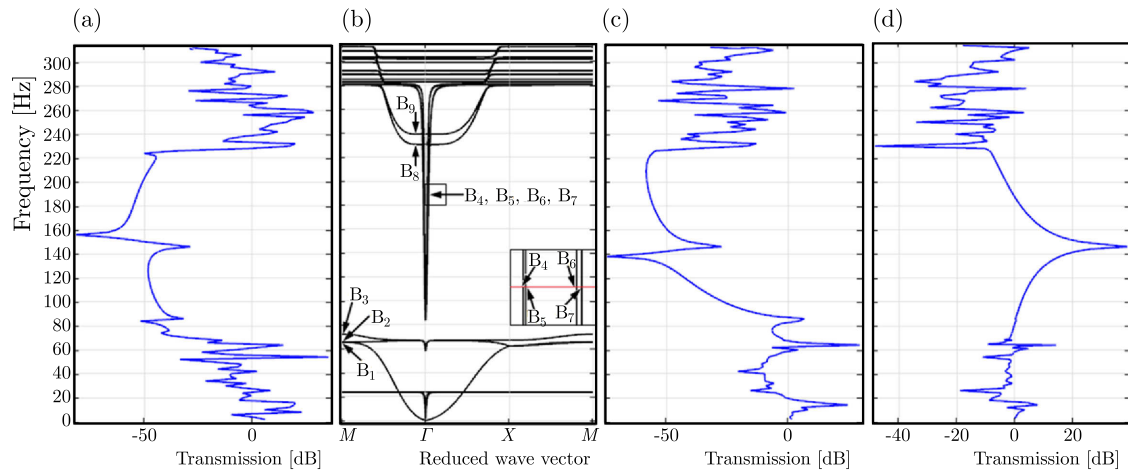 (a)
(b)
(c)
(d)
Frequency [Hz]
300
280
260
240
220
200
180
160
140
120
100
80
60
40
20
0
-50
0
Transmission [dB]
B9
B8
B4, B5, B6, B7
B4
B6
B5
B7
B3
B2
B1
M
Γ
X
M
Reduced wave vector
-50
0
Transmission [dB]
-40
-20
0
20
Transmission [dB]